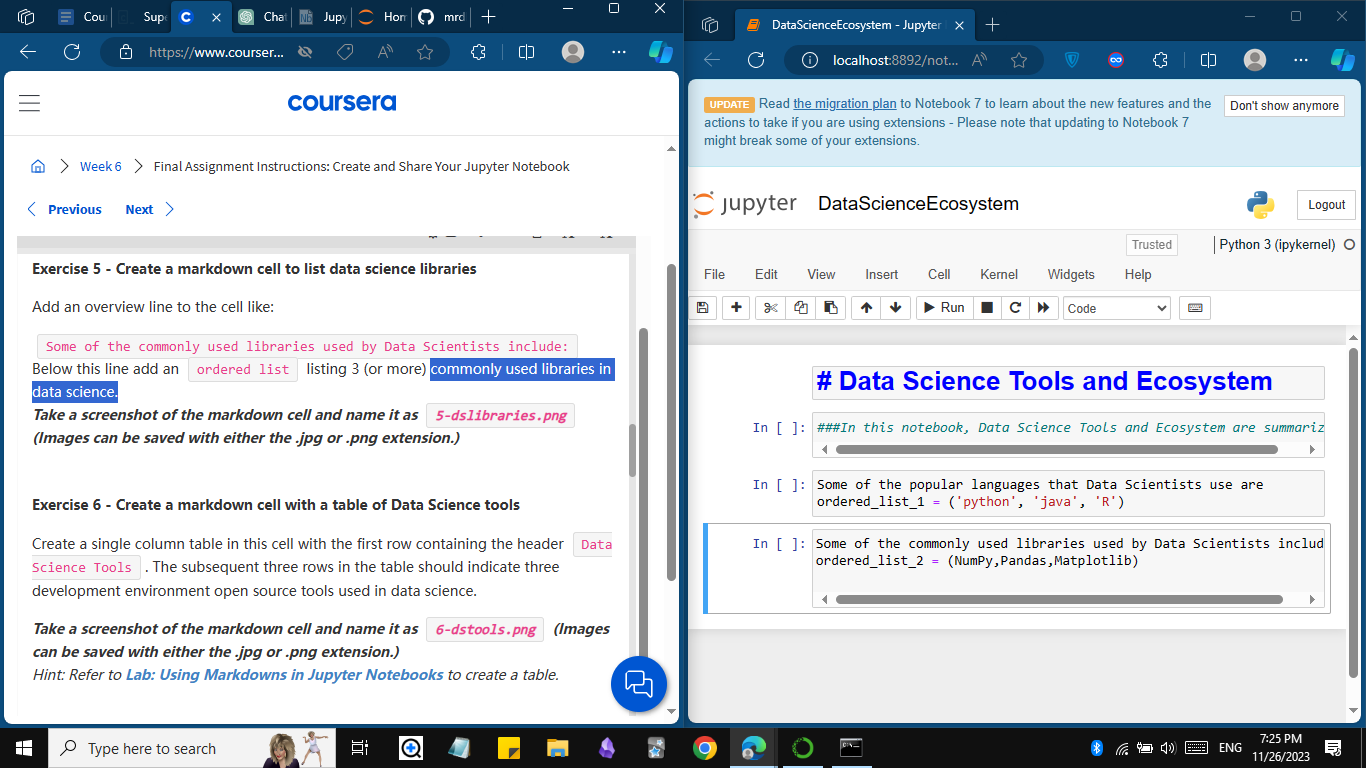 Cou
Sup
Chat
Jupy
Hon
mrd
https://www.courser...
coursera
Week 6
Final Assignment Instructions: Create and Share Your Jupyter Notebook
Previous
Next
Exercise 5 - Create a markdown cell to list data science libraries
Add an overview line to the cell like:
Some of the commonly used libraries used by Data Scientists include:
Below this line add an ordered list listing 3 (or more) commonly used libraries in
data science.
Take a screenshot of the markdown cell and name it as 5-dslibraries.png
(Images can be saved with either the .jpg or .png extension.)
Exercise 6 - Create a markdown cell with a table of Data Science tools
Create a single column table in this cell with the first row containing the header Data
Science Tools . The subsequent three rows in the table should indicate three
development environment open source tools used in data science.
Take a screenshot of the markdown cell and name it as 6-dstools.png (Images
can be saved with either the .jpg or .png extension.)
Hint: Refer to Lab: Using Markdowns in Jupyter Notebooks to create a table.
DataScienceEcosystem - Jupyter
localhost:8892/not...
UPDATE Read the migration plan to Notebook 7 to learn about the new features and the
actions to take if you are using extensions - Please note that updating to Notebook 7
might break some of your extensions.
Don't show anymore
jupyter DataScienceEcosystem
Logout
Trusted
Python 3 (ipykernel)
File Edit View Insert Cell Kernel Widgets Help
Run
Code
# Data Science Tools and Ecosystem
In [ ]: ###In this notebook, Data Science Tools and Ecosystem are summariz
In [ ]: Some of the popular languages that Data Scientists use are
ordered_list_1 = ('python', 'java', 'R')
In [ ]: Some of the commonly used libraries used by Data Scientists includ
ordered_list_2 = (NumPy,Pandas,Matplotlib)
Type here to search
ENG
7:25 PM
11/26/2023